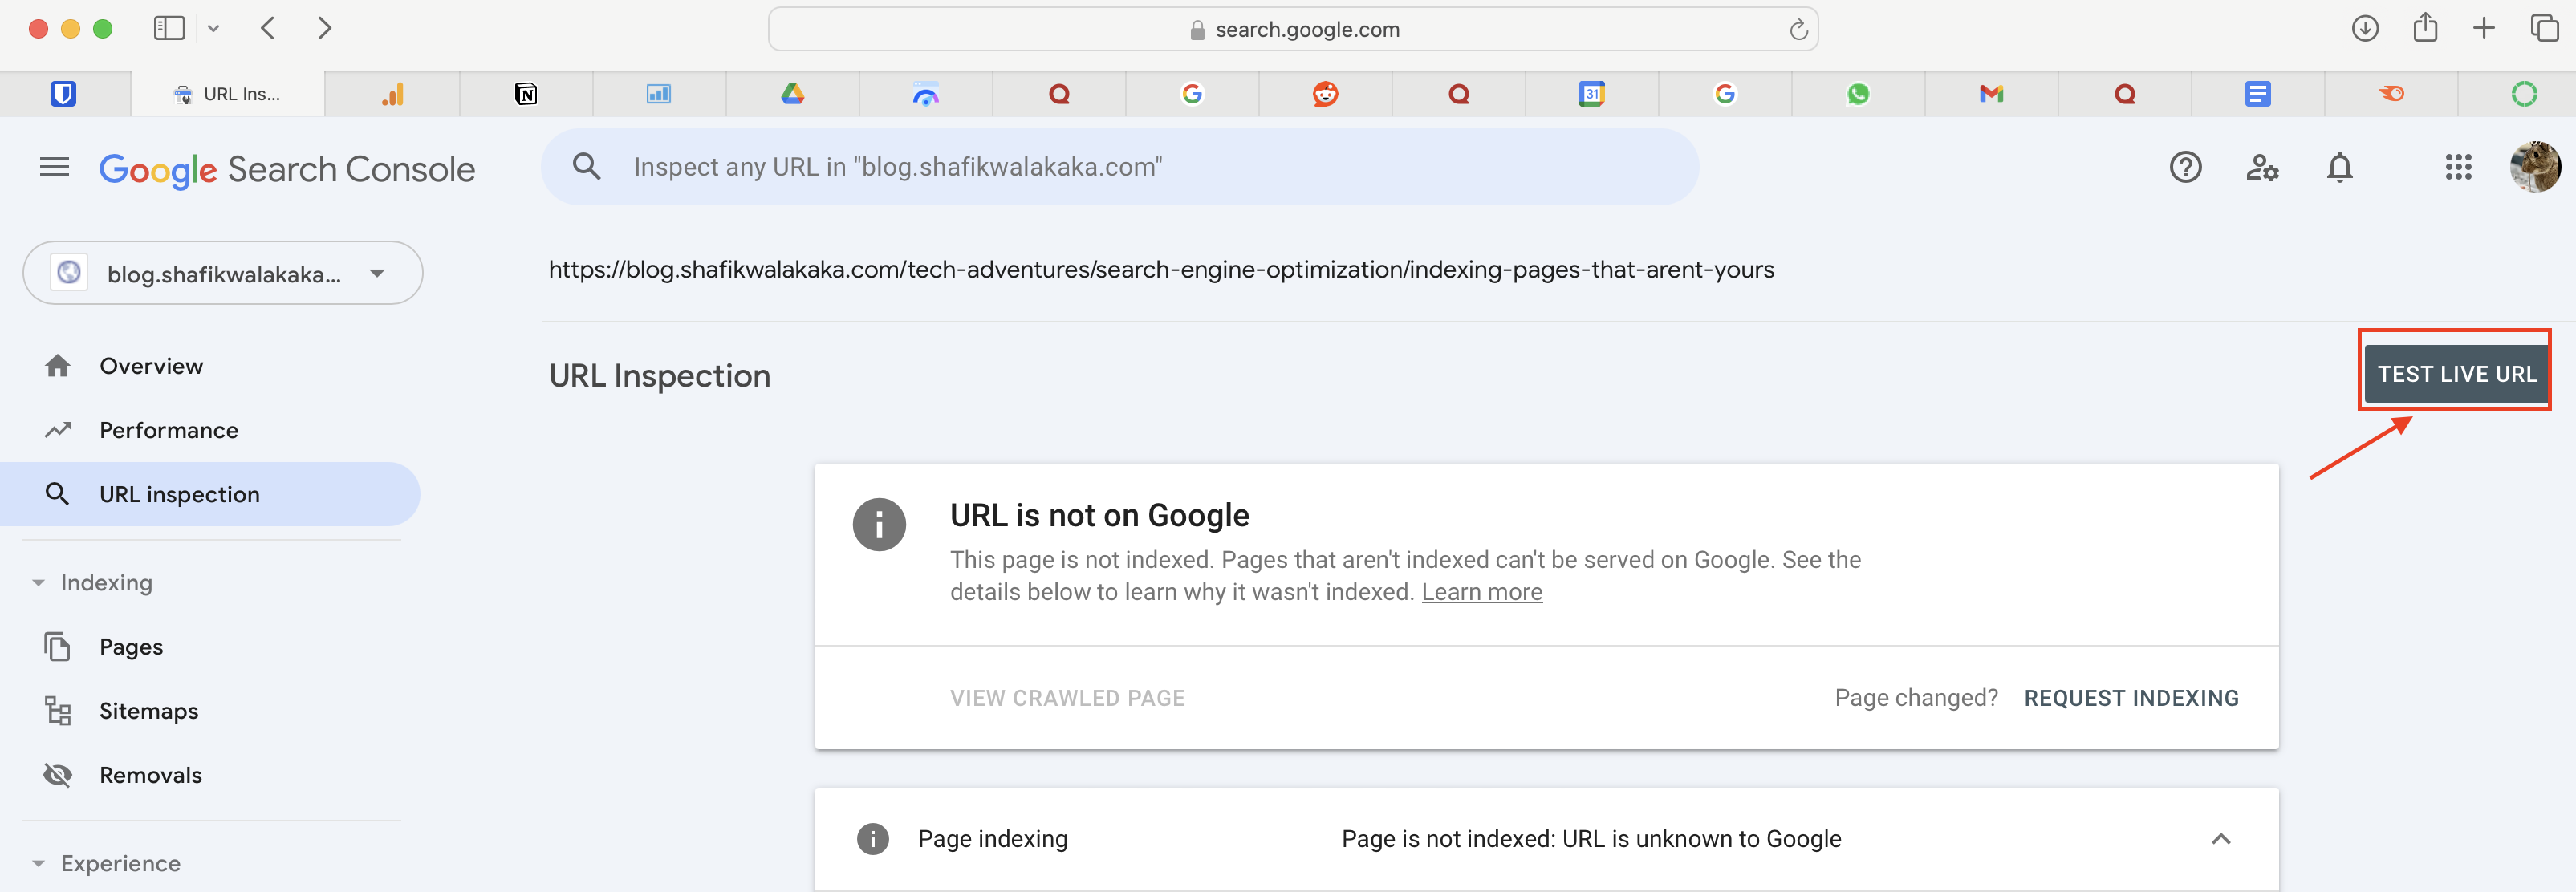 search.google.com
URL Ins...
N
31
Google Search Console
Inspect any URL in "blog.shafikwalakaka.com"
blog.shafikwalakaka...
https://blog.shafikwalakaka.com/tech-adventures/search-engine-optimization/indexing-pages-that-arent-yours
Overview
Performance
URL inspection
Indexing
Pages
Sitemaps
Removals
Experience
URL Inspection
TEST LIVE URL
URL is not on Google
This page is not indexed. Pages that aren't indexed can't be served on Google. See the
details below to learn why it wasn't indexed. Learn more
VIEW CRAWLED PAGE
Page changed? REQUEST INDEXING
Page indexing
Page is not indexed: URL is unknown to Google